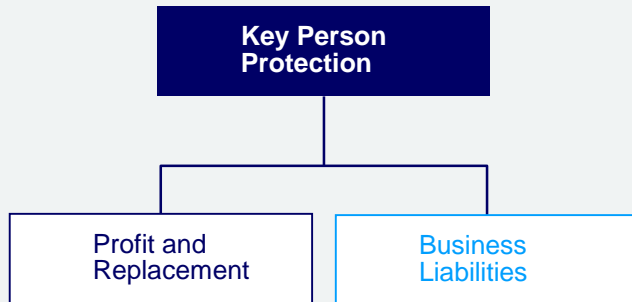 Key Person
Protection
Profit and
Replacement
Business
Liabilities